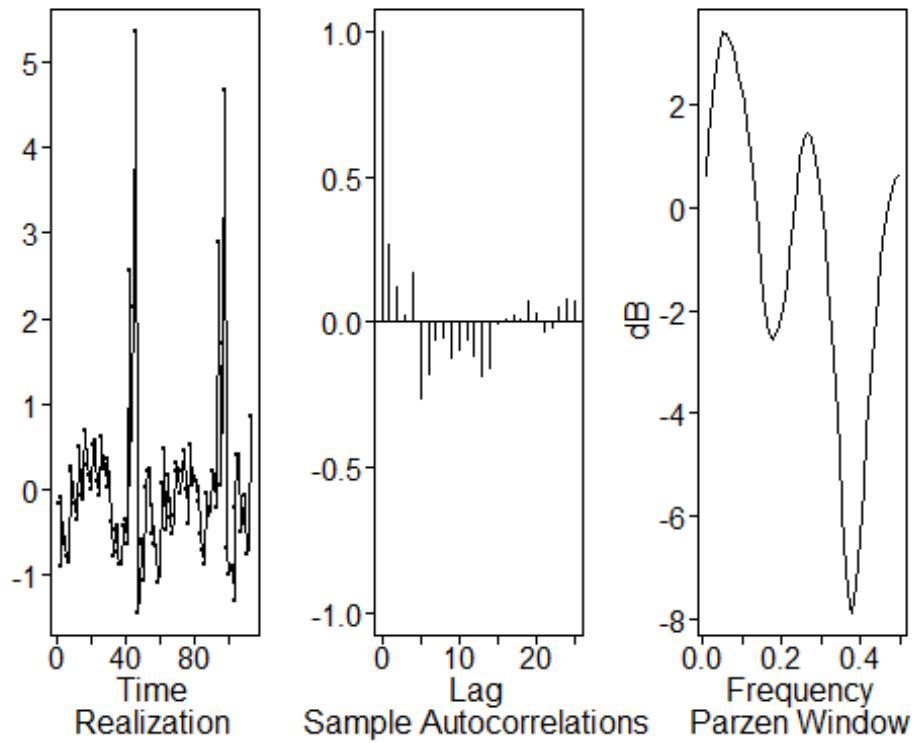 5
4
3
2
1
0
-1
0 40 80
Time
Realization
1.0
0.5
0.0
-0.5
-1.0
0 10 20
Lag
Sample Autocorrelations
dB
2
0
-2
-4
-6
-8
0.0 0.2 0.4
Frequency
Parzen Window